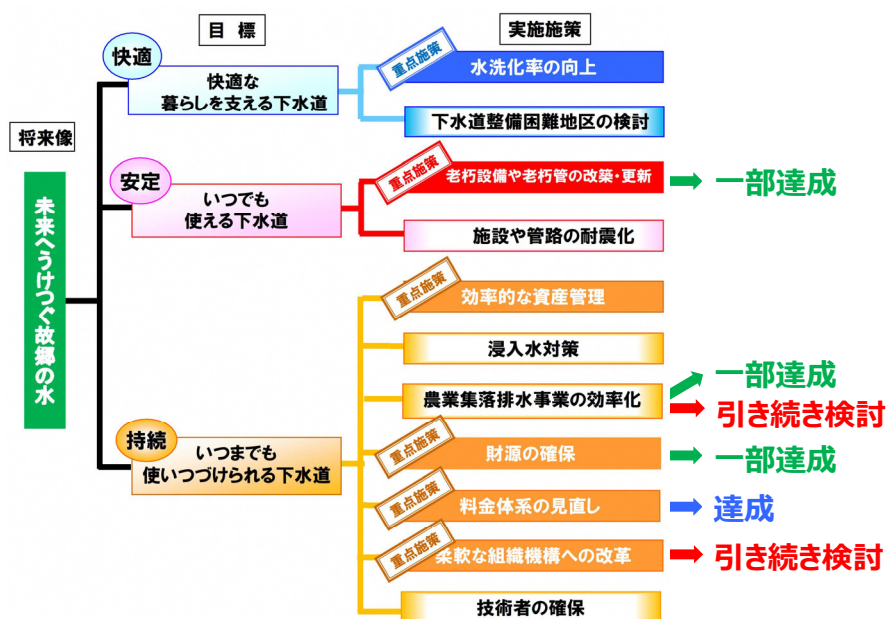 目 標
実施施策
将来像
未来へうけつぐ故郷の水
快適
快適な
暮らしを支える下水道
重点施策
水洗化率の向上
下水道整備困難地区の検討
安定
いつでも
使える下水道
重点施策
老朽設備や老朽管の改築・更新
一部達成
施設や管路の耐震化
持続
いつまでも
使いつづけられる下水道
重点施策
効率的な資産管理
浸入水対策
農業集落排水事業の効率化
一部達成
引き続き検討
重点施策
財源の確保
一部達成
重点施策
料金体系の見直し
達成
重点施策
柔軟な組織機構への改革
引き続き検討
技術者の確保